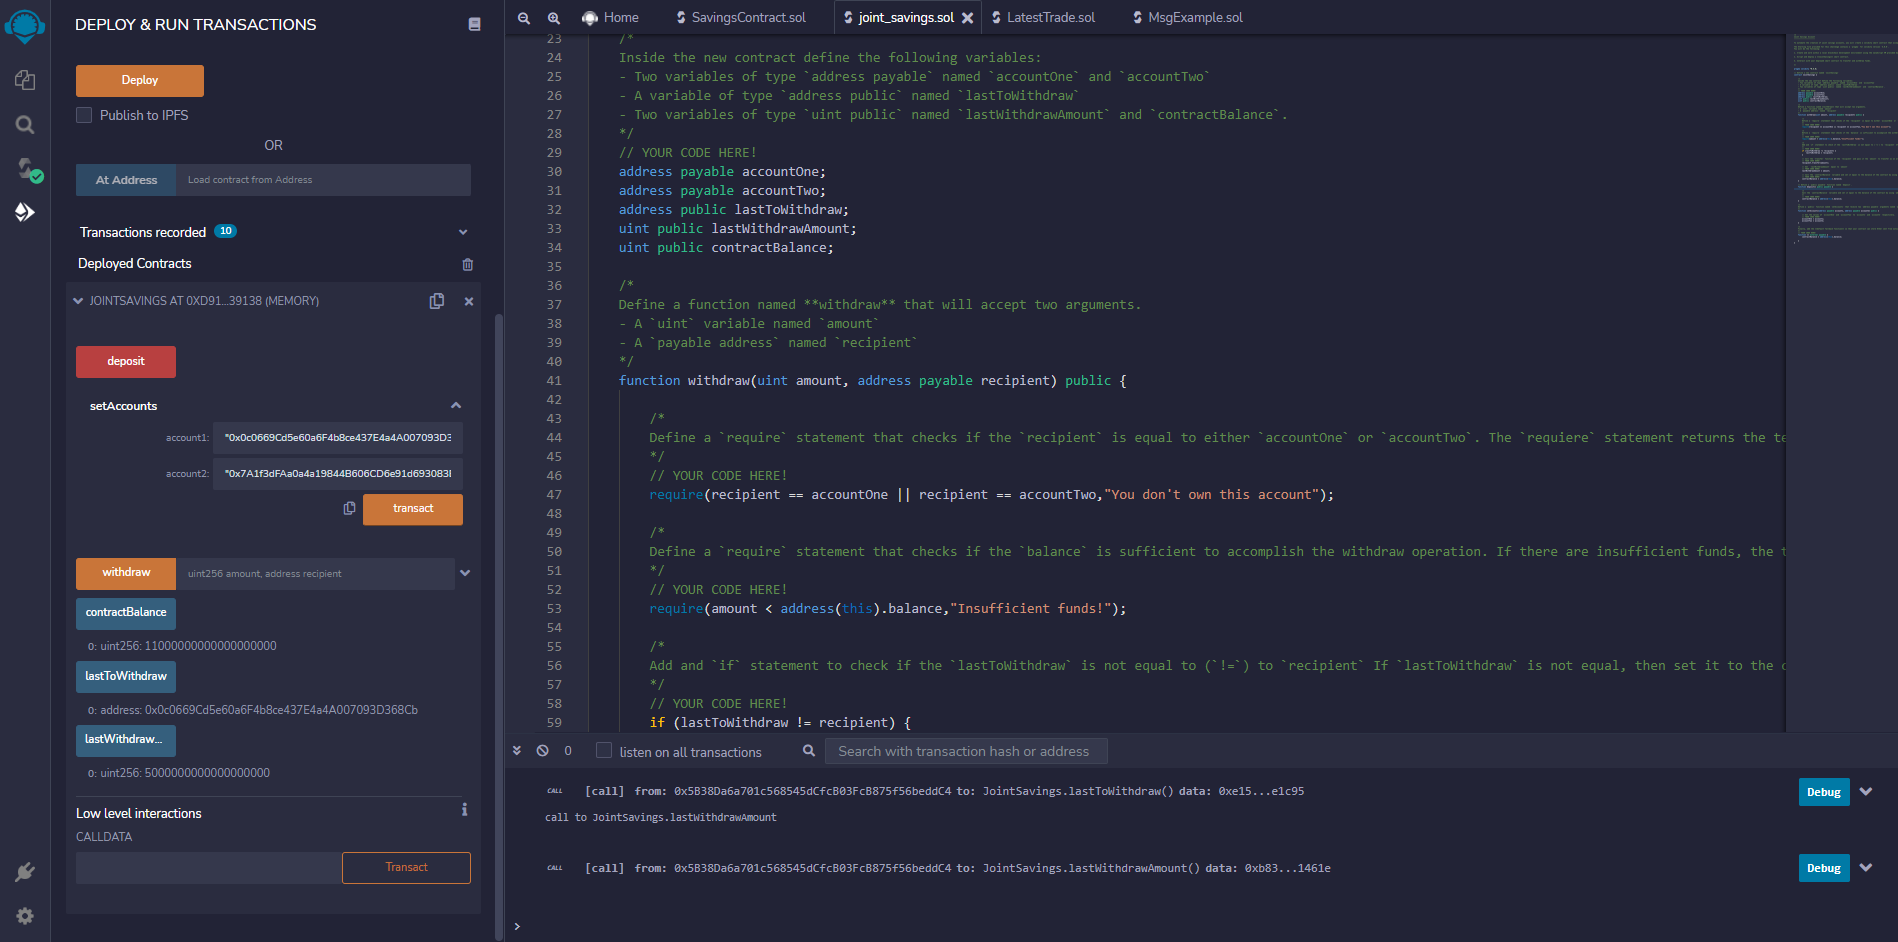 DEPLOY & RUN TRANSACTIONS
Deploy
Publish to IPFS
OR
At Address Load contract from Address
Transactions recorded 10
Deployed Contracts
JOINTSAVINGS AT 0XD91...39138 (MEMORY)
deposit
setAccounts
account1: "0x0c0669Cd5e60a6F4b8ce437E4a4A007093D3
account2: "0x7A1f3dFAa0a4a19844B606CD6e91d693083
transact
withdraw uint256 amount, address recipient
contractBalance
0: uint256: 11000000000000000000
lastToWithdraw
0: address: 0x0c0669Cd5e60a6F4b8ce437E4a4A007093D368Cb
lastWithdraw...
0: uint256: 5000000000000000000
Low level interactions
CALLDATA
Transact
Home SavingsContract.sol joint_savings.sol LatestTrade.sol MsgExample.sol
23 /*
24 Inside the new contract define the following variables:
25 - Two variables of type `address payable` named `accountOne` and `accountTwo`
26 - A variable of type `address public` named `lastToWithdraw`
27 - Two variables of type `uint public` named `lastWithdrawAmount` and `contractBalance`.
28 */
29 // YOUR CODE HERE!
30 address payable accountOne;
31 address payable accountTwo;
32 address public lastToWithdraw;
33 uint public lastWithdrawAmount;
34 uint public contractBalance;
35
36 /*
37 Define a function named **withdraw** that will accept two arguments.
38 - A `uint` variable named `amount`
39 - A `payable address` named `recipient`
40 */
41 function withdraw(uint amount, address payable recipient) public {
42
43 /*
44 Define a `require` statement that checks if the `recipient` is equal to either `accountOne` or `accountTwo`. The `requiere` statement returns the te
45 */
46 // YOUR CODE HERE!
47 require(recipient == accountOne || recipient == accountTwo,"You don't own this account");
48
49 /*
50 Define a `require` statement that checks if the `balance` is sufficient to accomplish the withdraw operation. If there are insufficient funds, the t
51 */
52 // YOUR CODE HERE!
53 require(amount < address(this).balance,"Insufficient funds!");
54
55 /*
56 Add and `if` statement to check if the `lastToWithdraw` is not equal to (`!=`) to `recipient` If `lastToWithdraw` is not equal, then set it to the c
57 */
58 // YOUR CODE HERE!
59 if (lastToWithdraw != recipient) {
0 listen on all transactions Search with transaction hash or address
CALL [call] from: 0x5B38Da6a701c568545dCfcB03FcB875f56beddC4 to: JointSavings.lastToWithdraw() data: 0xe15...e1c95 Debug
call to JointSavings.lastWithdrawAmount
CALL [call] from: 0x5B38Da6a701c568545dCfcB03FcB875f56beddC4 to: JointSavings.lastWithdrawAmount() data: 0xb83...1461e Debug
>